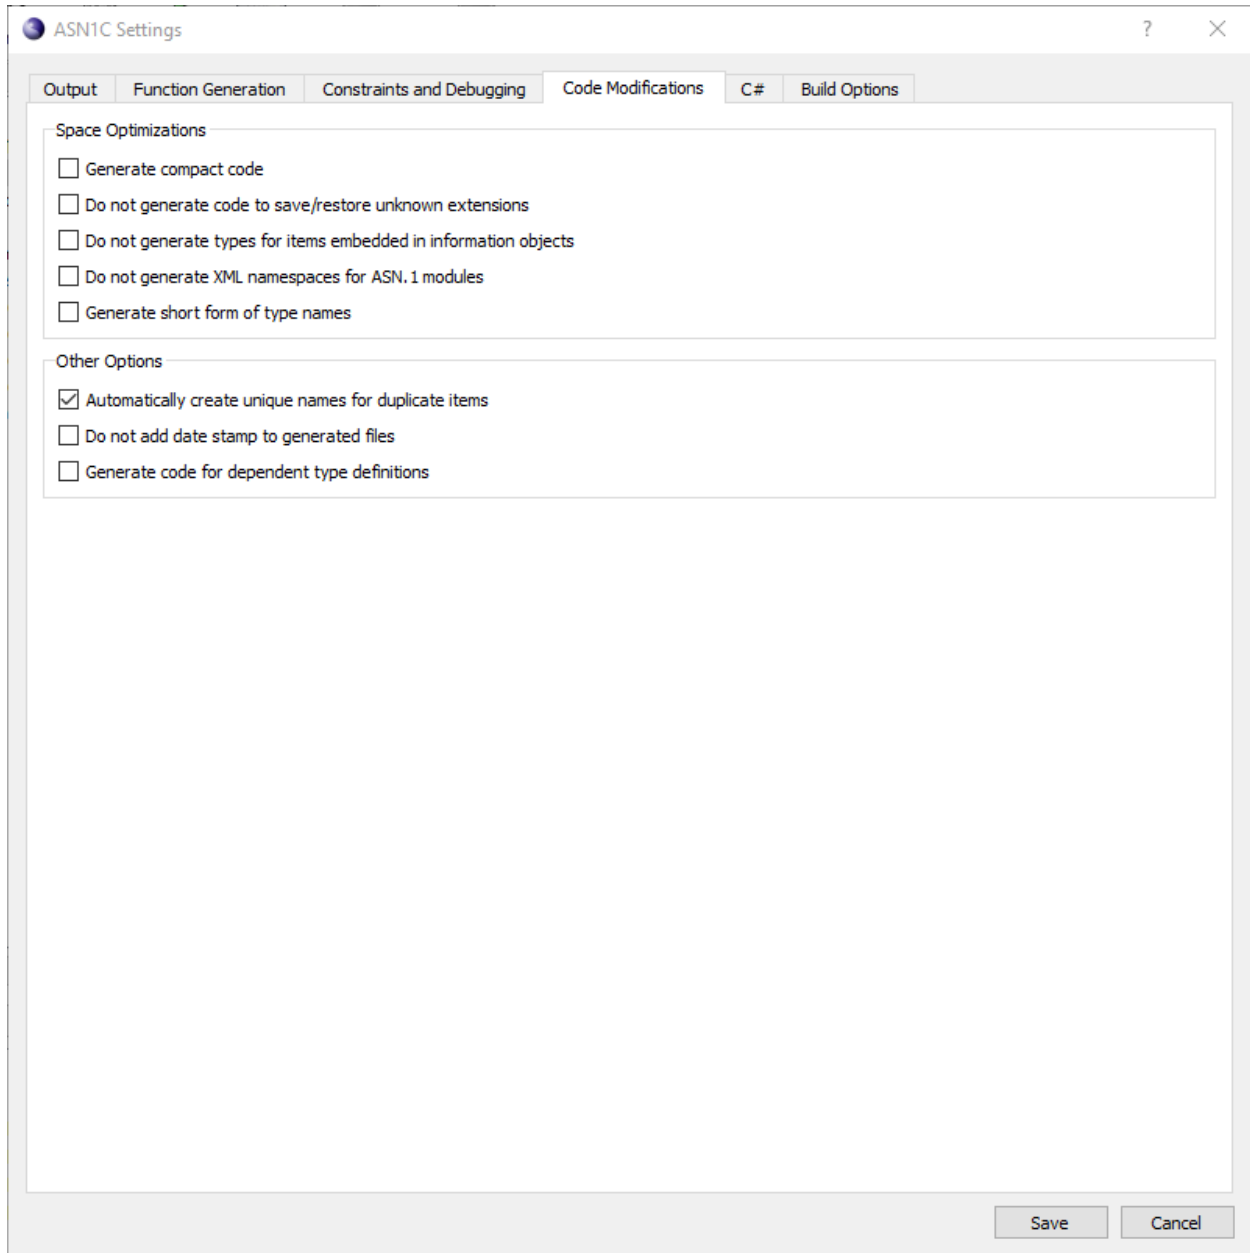 ASN1C Settings
?
Output Function Generation Constraints and Debugging Code Modifications C# Build Options
Space Optimizations
Generate compact code
Do not generate code to save/restore unknown extensions
Do not generate types for items embedded in information objects
Do not generate XML namespaces for ASN.1 modules
Generate short form of type names
Other Options
Automatically create unique names for duplicate items
Do not add date stamp to generated files
Generate code for dependent type definitions
Save Cancel